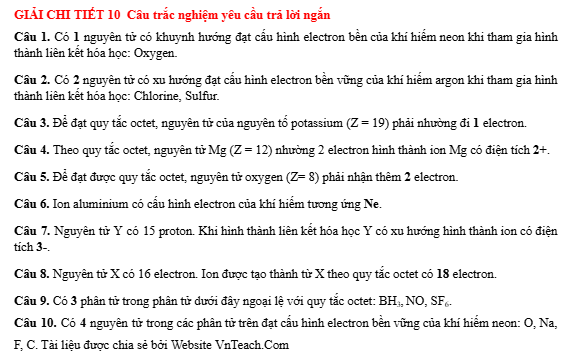 GIẢI CHI TIẾT 10 Câu trắc nghiệm yêu cầu trả lời ngắn
Câu 1. Có 1 nguyên tử có khuynh hướng đạt cấu hình electron bền của khí hiếm neon khi tham gia hình
thành liên kết hóa học: Oxygen.
Câu 2. Có 2 nguyên tử có xu hướng đạt cấu hình electron bền vững của khí hiếm argon khi tham gia hình
thành liên kết hóa học: Chlorine, Sulfur.
Câu 3. Để đạt quy tắc octet, nguyên tử của nguyên tố potassium (Z = 19) phải nhường đi 1 electron.
Câu 4. Theo quy tắc octet, nguyên tử Mg (Z = 12) nhường 2 electron hình thành ion Mg có điện tích 2+.
Câu 5. Để đạt được quy tắc octet, nguyên tử oxygen (Z= 8) phải nhận thêm 2 electron.
Câu 6. Ion aluminium có cấu hình electron của khí hiếm tương ứng Ne.
Câu 7. Nguyên tử Y có 15 proton. Khi hình thành liên kết hóa học Y có xu hướng hình thành ion có điện
tích 3-.
Câu 8. Nguyên tử X có 16 electron. Ion được tạo thành từ X theo quy tắc octet có 18 electron.
Câu 9. Có 3 phân tử trong phân tử dưới đây ngoại lệ với quy tắc octet: BH₃, NO, SF₆.
Câu 10. Có 4 nguyên tử trong các phân tử trên đạt cấu hình electron bền vững của khí hiếm neon: O, Na,
F, C. Tài liệu được chia sẻ bởi Website VnTeach.Com